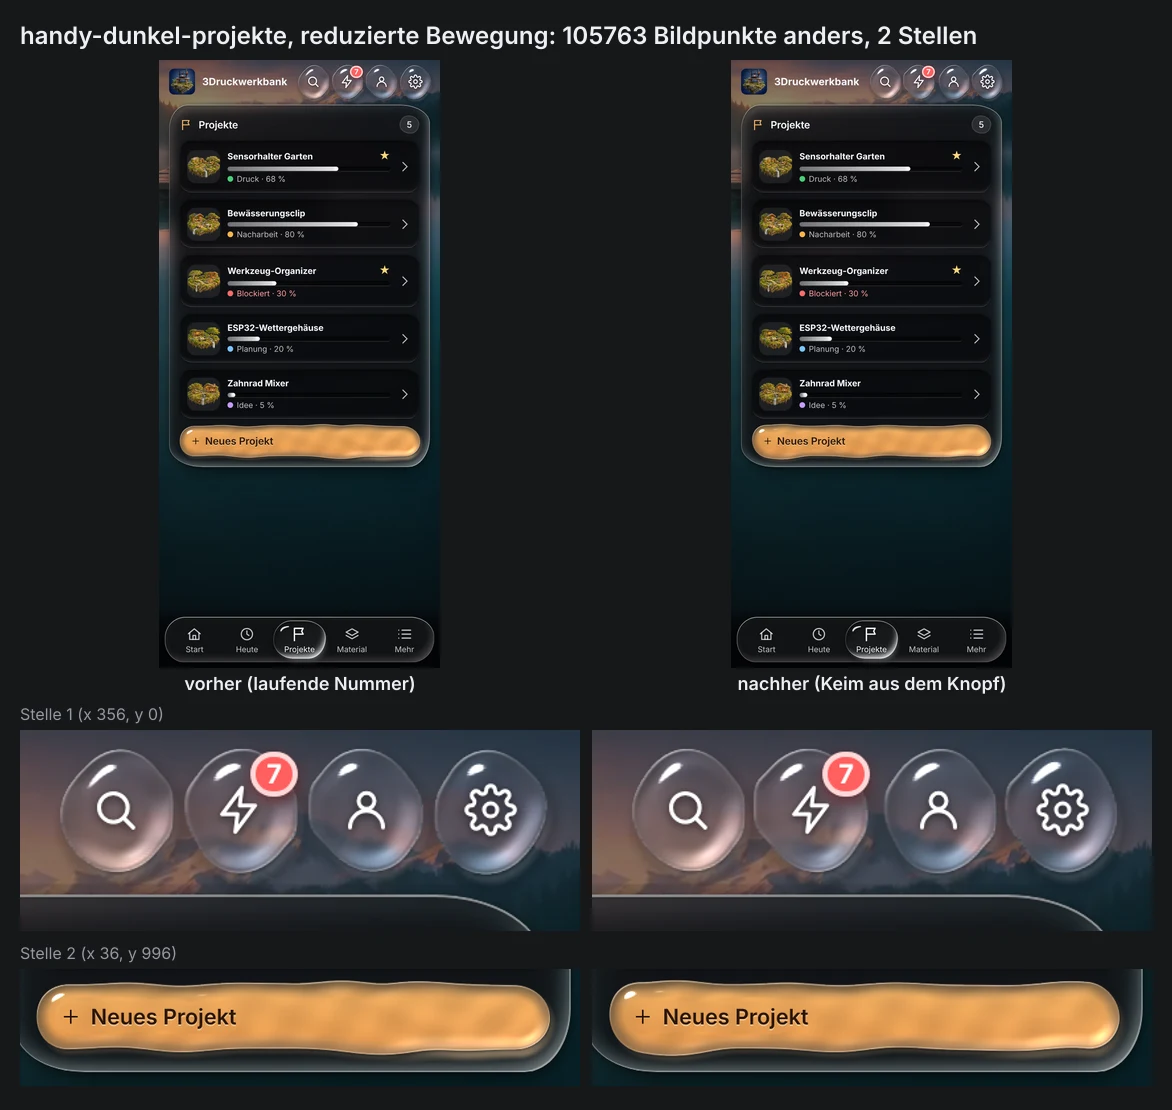 handy-dunkel-projekte, reduzierte Bewegung: 105763 Bildpunkte anders, 2 Stellen
3Druckwerkbank 7
Projekte 5
Sensorhalter Garten
Druck · 68 %
Bewässerungsclip
Nacharbeit · 80 %
Werkzeug-Organizer
Blockiert · 30 %
ESP32-Wettergehäuse
Planung · 20 %
Zahnrad Mixer
Idee · 5 %
+ Neues Projekt
Start Heute Projekte Material Mehr
vorher (laufende Nummer)
3Druckwerkbank 7
Projekte 5
Sensorhalter Garten
Druck · 68 %
Bewässerungsclip
Nacharbeit · 80 %
Werkzeug-Organizer
Blockiert · 30 %
ESP32-Wettergehäuse
Planung · 20 %
Zahnrad Mixer
Idee · 5 %
+ Neues Projekt
Start Heute Projekte Material Mehr
nachher (Keim aus dem Knopf)
Stelle 1 (x 356, y 0)
7
7
Stelle 2 (x 36, y 996)
+ Neues Projekt
+ Neues Projekt